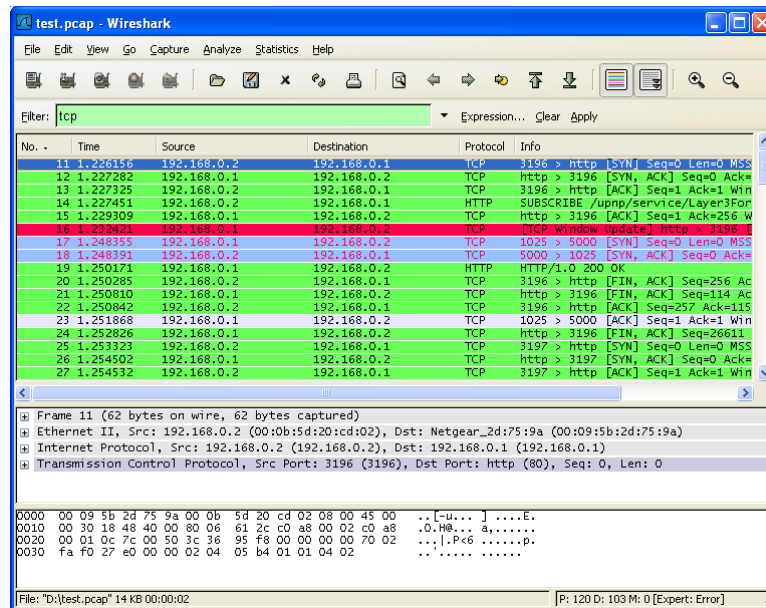 test.pcap - Wireshark
File Edit View Go Capture Analyze Statistics Help
Filter: tcp Expression... Clear Apply
No. Time Source Destination Protocol Info
11 1.226156 192.168.0.2 192.168.0.1 TCP 3196 > http [SYN] Seq=0 Len=0 MSS
12 1.227282 192.168.0.1 192.168.0.2 TCP http > 3196 [SYN, ACK] Seq=0 Ack=
13 1.227325 192.168.0.2 192.168.0.1 TCP 3196 > http [ACK] Seq=1 Ack=1 Win
14 1.227451 192.168.0.2 192.168.0.1 HTTP SUBSCRIBE /upnp/service/Layer3For
15 1.229309 192.168.0.1 192.168.0.2 TCP http > 3196 [ACK] Seq=1 Ack=256 W
16 1.232421 192.168.0.1 192.168.0.2 TCP [TCP Window Update] http > 3196 [
17 1.248355 192.168.0.1 192.168.0.2 TCP 1025 > 5000 [SYN] Seq=0 Len=0 MSS
18 1.248391 192.168.0.2 192.168.0.1 TCP 5000 > 1025 [SYN, ACK] Seq=0 Ack=
19 1.250171 192.168.0.1 192.168.0.2 HTTP HTTP/1.0 200 OK
20 1.250285 192.168.0.2 192.168.0.1 TCP 3196 > http [FIN, ACK] Seq=256 Ac
21 1.250810 192.168.0.1 192.168.0.2 TCP http > 3196 [FIN, ACK] Seq=114 Ac
22 1.250842 192.168.0.2 192.168.0.1 TCP 3196 > http [ACK] Seq=257 Ack=115
23 1.251868 192.168.0.1 192.168.0.2 TCP 1025 > 5000 [ACK] Seq=1 Ack=1 Win
24 1.252826 192.168.0.1 192.168.0.2 TCP http > 3196 [FIN, ACK] Seq=26611
25 1.253323 192.168.0.2 192.168.0.1 TCP 3197 > http [SYN] Seq=0 Len=0 MSS
26 1.254502 192.168.0.1 192.168.0.2 TCP http > 3197 [SYN, ACK] Seq=0 Ack=
27 1.254532 192.168.0.2 192.168.0.1 TCP 3197 > http [ACK] Seq=1 Ack=1 Win
Frame 11 (62 bytes on wire, 62 bytes captured)
Ethernet II, Src: 192.168.0.2 (00:0b:5d:20:cd:02), Dst: Netgear_2d:75:9a (00:09:5b:2d:75:9a)
Internet Protocol, Src: 192.168.0.2 (192.168.0.2), Dst: 192.168.0.1 (192.168.0.1)
Transmission Control Protocol, Src Port: 3196 (3196), Dst Port: http (80), Seq: 0, Len: 0
0000 00 09 5b 2d 75 9a 00 0b 5d 20 cd 02 08 00 45 00 ..[-u... ] ....E.
0010 00 30 18 48 40 00 80 06 61 2c c0 a8 00 02 c0 a8 .0.H@... a,......
0020 00 01 0c 7c 00 50 3c 36 95 f8 00 00 00 00 70 02 ...|.P<6 ......p.
0030 fa f0 27 e0 00 00 02 04 05 b4 01 01 04 02 ..'..... ......
File: "D:\test.pcap" 14 KB 00:00:02 P: 120 D: 103 M: 0 [Expert: Error]